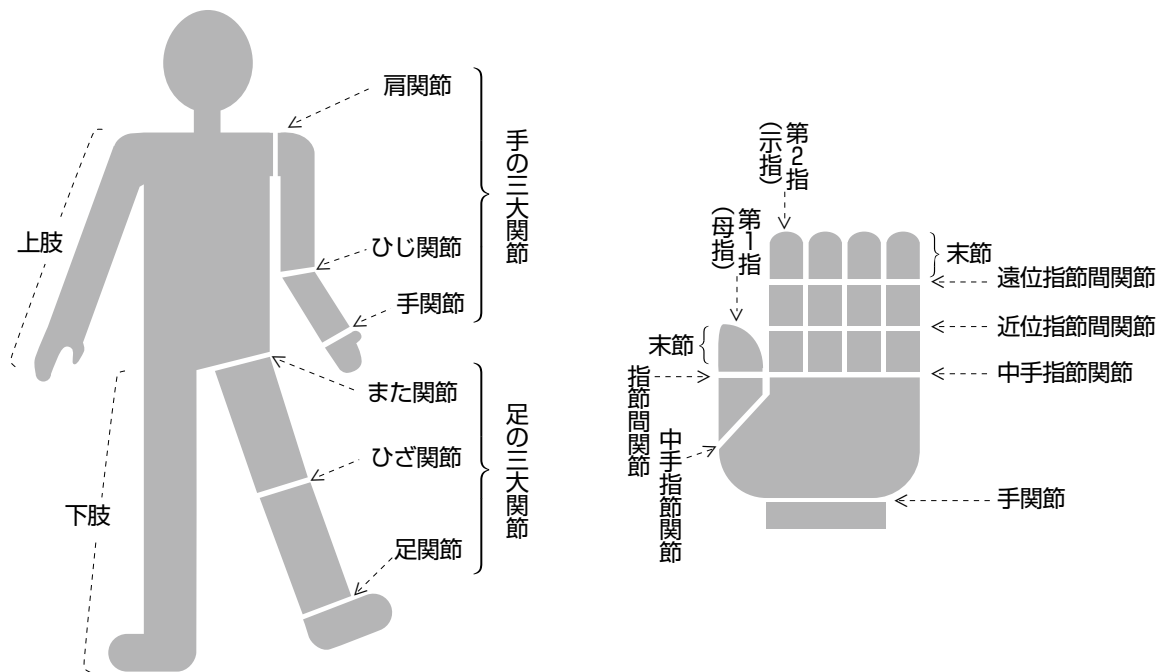 肩関節
手の三大関節
上肢
ひじ関節
手関節
また関節
足の三大関節
ひざ関節
下肢
足関節
第2指
(示指)
第1指
(母指)
末節
遠位指節間関節
近位指節間関節
末節
中手指節関節
指節間関節
中手指節関節
手関節